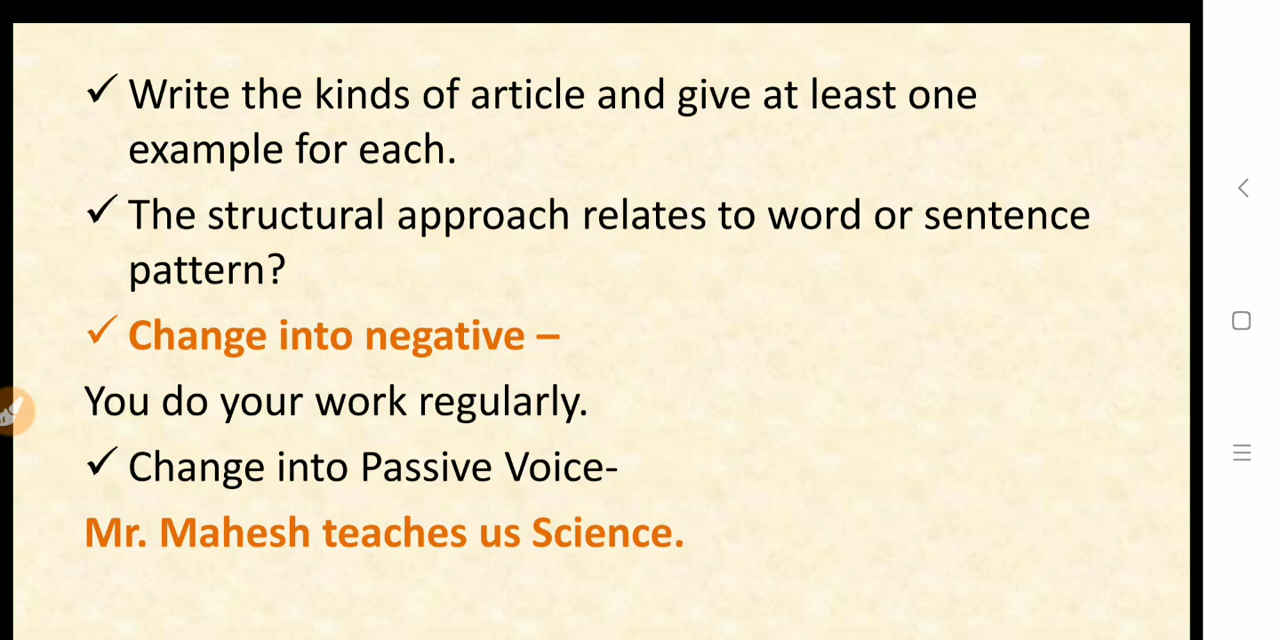 ✓ Write the kinds of article and give at least one
example for each.
✓ The structural approach relates to word or sentence
pattern?
✓ Change into negative –
You do your work regularly.
✓ Change into Passive Voice-
Mr. Mahesh teaches us Science.